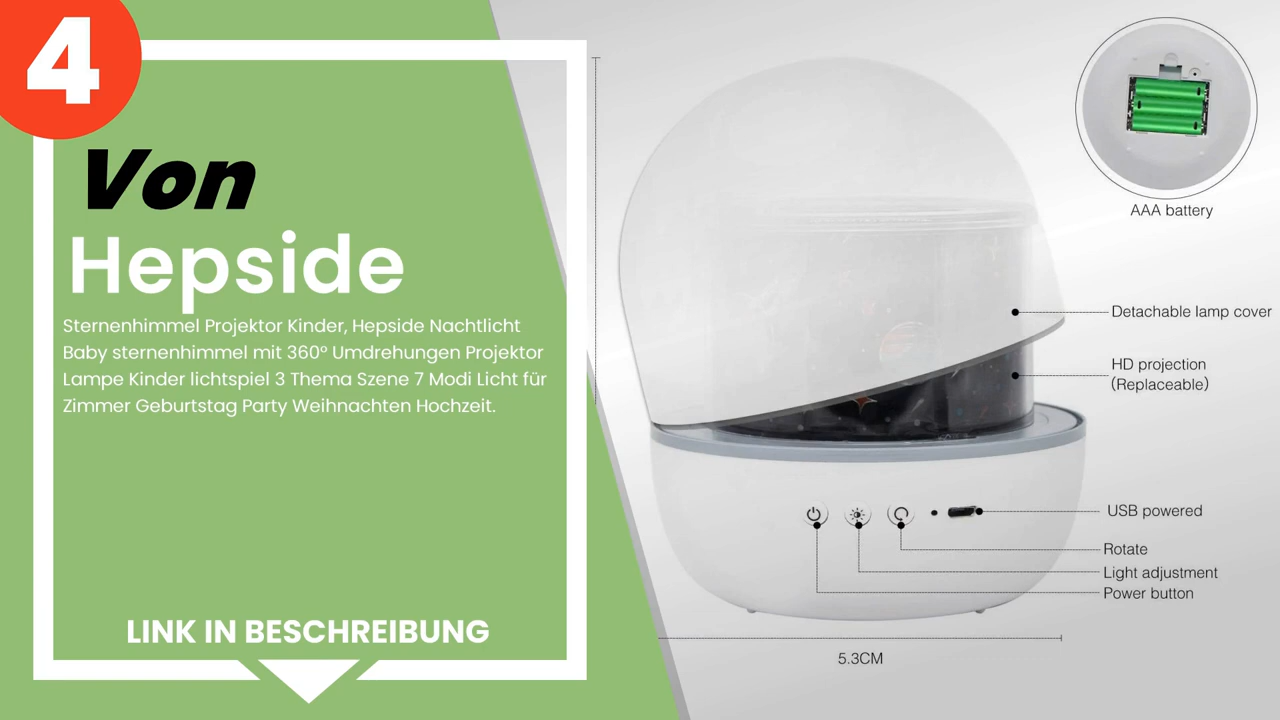 4
Von
Hepside
Sternenhimmel Projektor Kinder, Hepside Nachtlicht
Baby sternenhimmel mit 360° Umdrehungen Projektor
Lampe Kinder lichtspiel 3 Thema Szene 7 Modi Licht für
Zimmer Geburtstag Party Weihnachten Hochzeit.
LINK IN BESCHREIBUNG
AAA battery
Detachable lamp cover
HD projection
(Replaceable)
USB powered
Rotate
Light adjustment
Power button
5.3CM